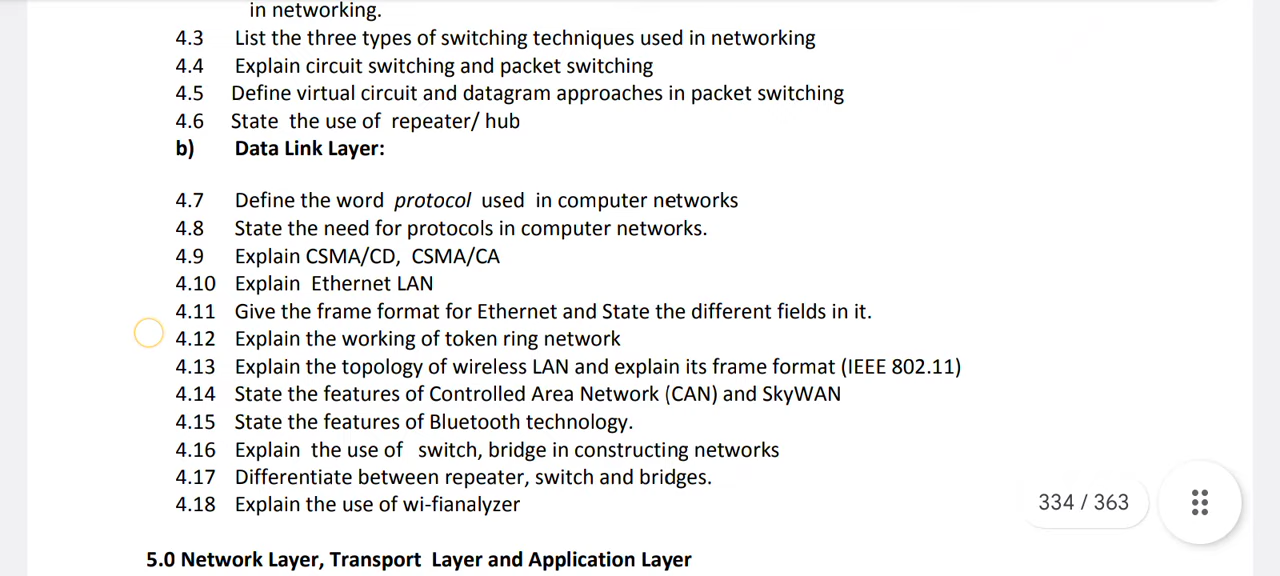 in networking.
4.3 List the three types of switching techniques used in networking
4.4 Explain circuit switching and packet switching
4.5 Define virtual circuit and datagram approaches in packet switching
4.6 State the use of repeater/ hub
b) Data Link Layer:
4.7 Define the word protocol used in computer networks
4.8 State the need for protocols in computer networks.
4.9 Explain CSMA/CD, CSMA/CA
4.10 Explain Ethernet LAN
4.11 Give the frame format for Ethernet and State the different fields in it.
4.12 Explain the working of token ring network
4.13 Explain the topology of wireless LAN and explain its frame format (IEEE 802.11)
4.14 State the features of Controlled Area Network (CAN) and SkyWAN
4.15 State the features of Bluetooth technology.
4.16 Explain the use of switch, bridge in constructing networks
4.17 Differentiate between repeater, switch and bridges.
4.18 Explain the use of wi-fianalyzer
334 / 363
5.0 Network Layer, Transport Layer and Application Layer